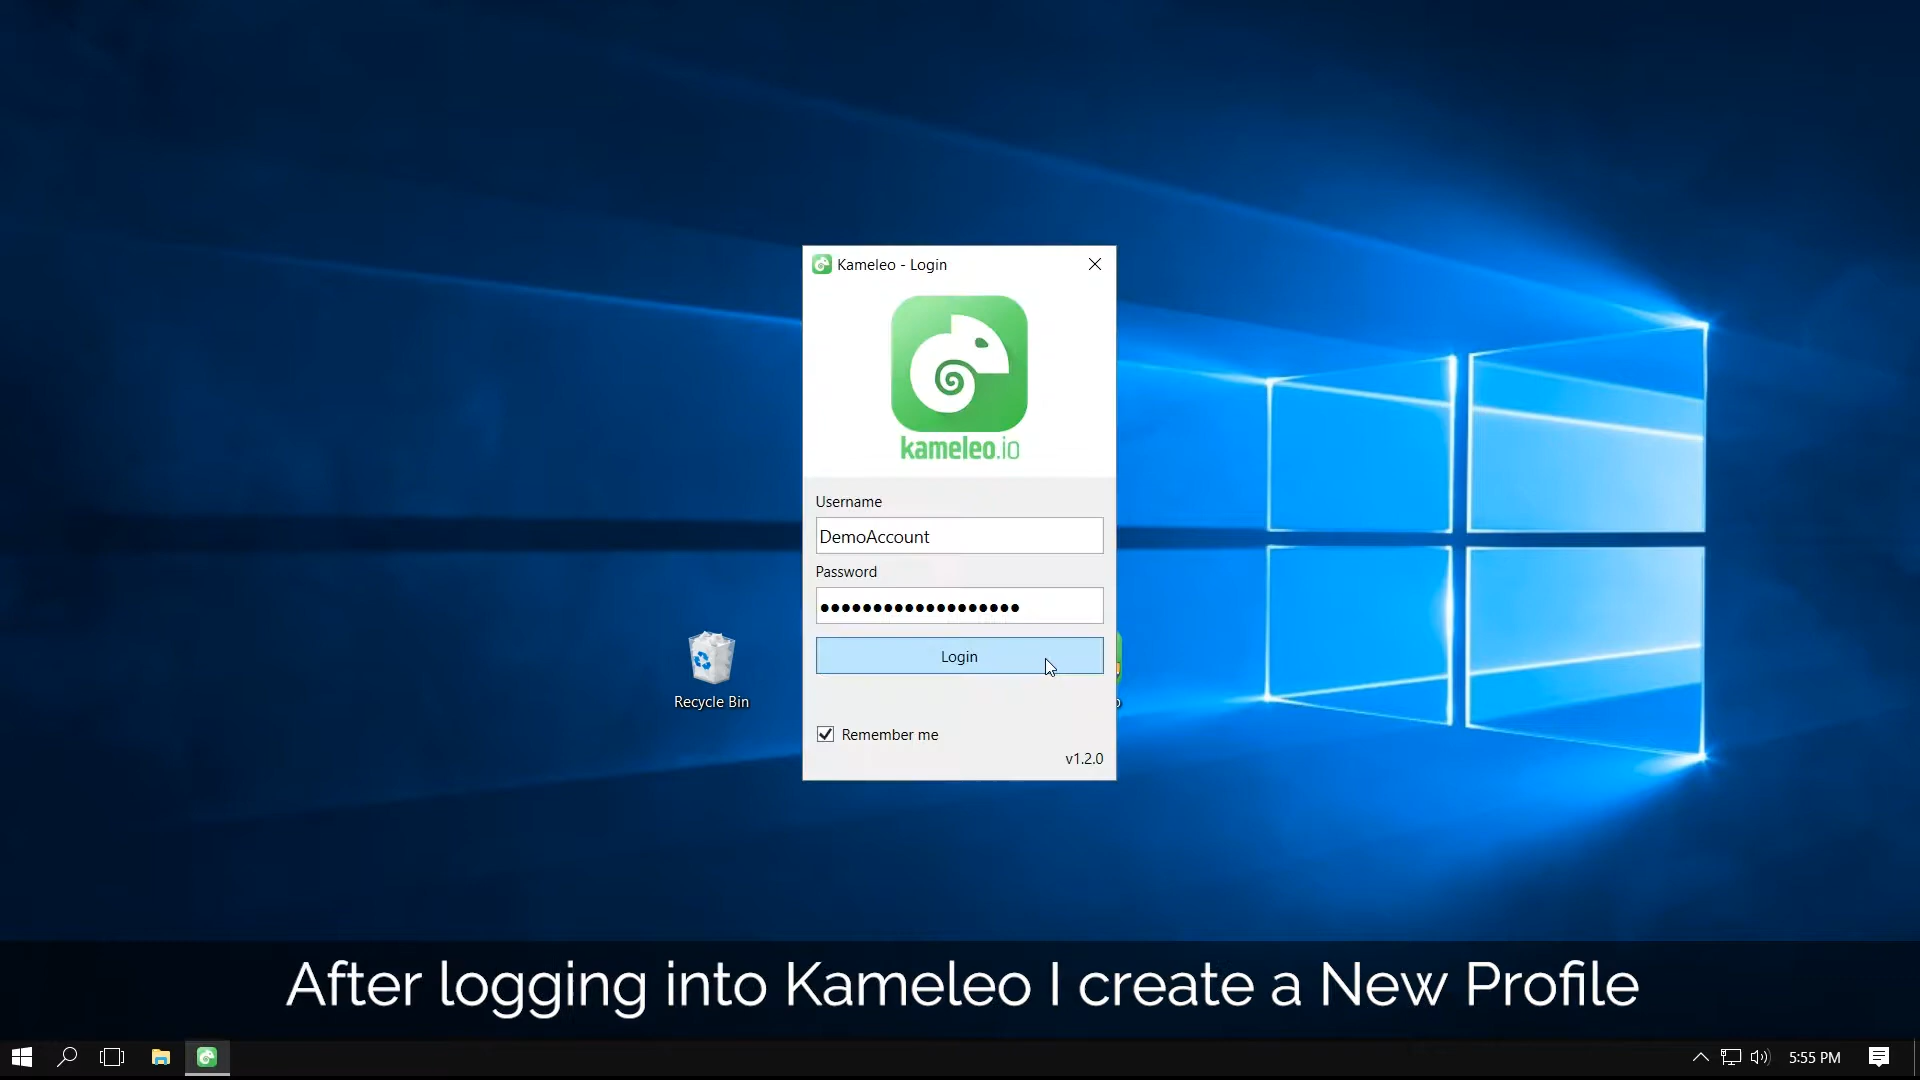 Kameleo - Login
kameleo.io
Username
DemoAccount
Password
Login
Recycle Bin
Remember me
v1.2.0
After logging into Kameleo I create a New Profile
5:55 PM